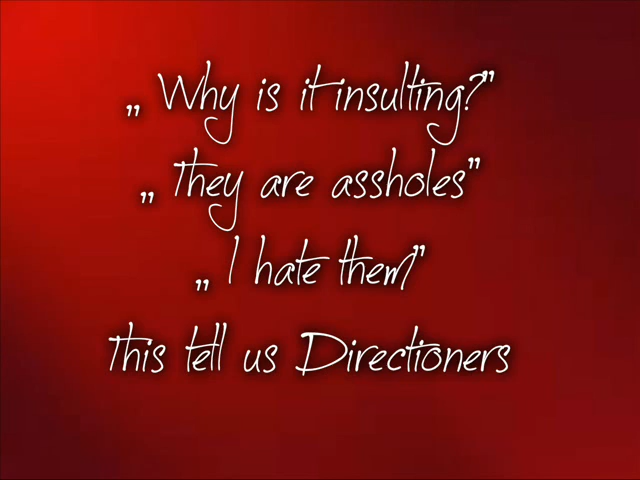 „ Why is it insulting?"
„ They are assholes"
„ I hate them"
This tell us Directioners